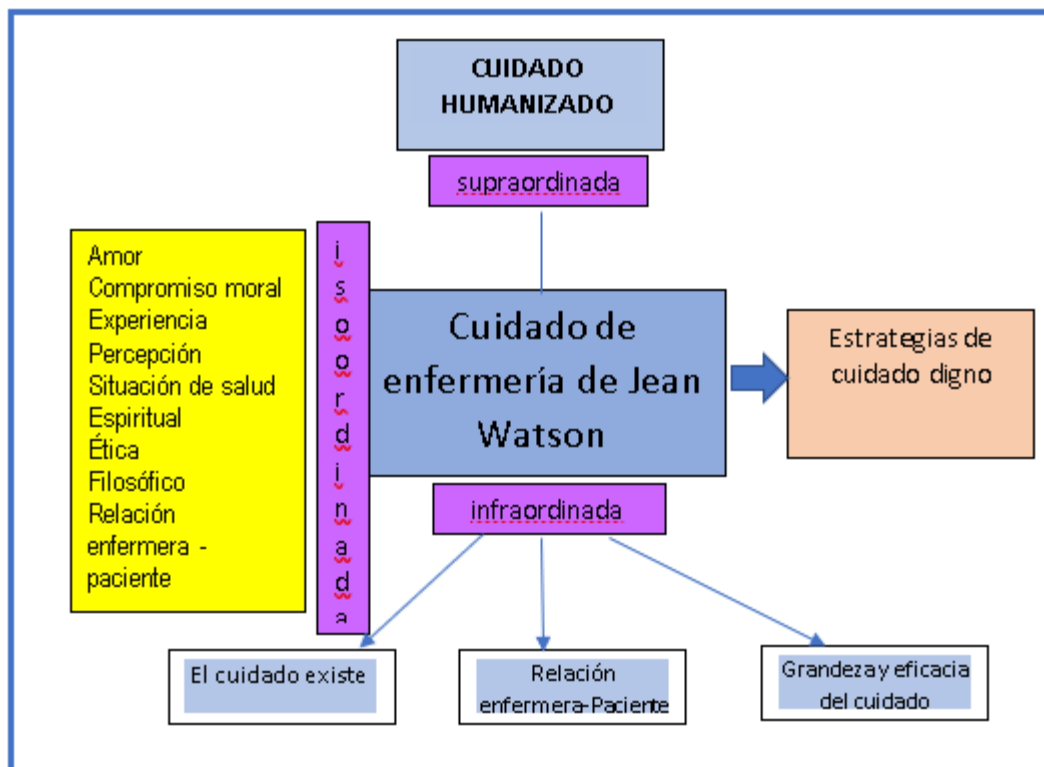 CUIDADO
HUMANIZADO
supraordinada
Amor
Compromiso moral
Experiencia
Percepción
Situación de salud
Espiritual
Ética
Filosófico
Relación
enfermera -
paciente
isoordinada
Cuidado de
enfermería de Jean
Watson
Estrategias de
cuidado digno
infraordinada
El cuidado existe
Relación
enfermera-Paciente
Grandeza y eficacia
del cuidado